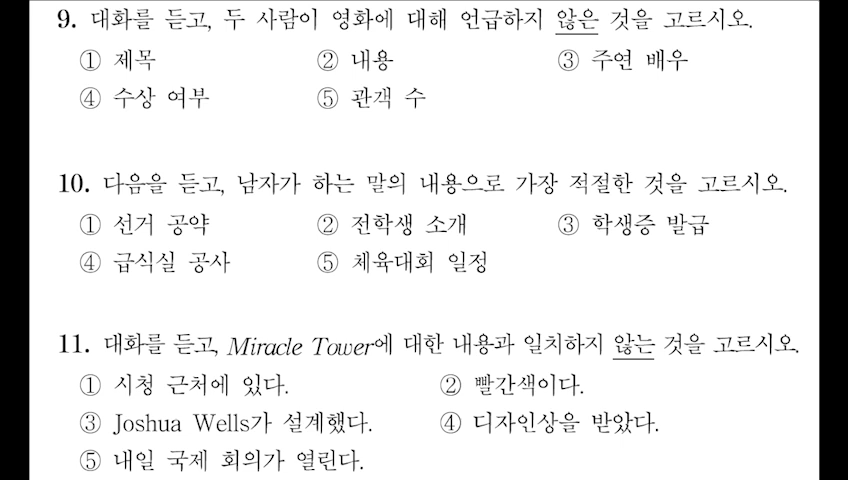 9. 대화를 듣고, 두 사람이 영화에 대해 언급하지 않은 것을 고르시오.
① 제목 ② 내용 ③ 주연 배우
④ 수상 여부 ⑤ 관객 수
10. 다음을 듣고, 남자가 하는 말의 내용으로 가장 적절한 것을 고르시오.
① 선거 공약 ② 전학생 소개 ③ 학생증 발급
④ 급식실 공사 ⑤ 체육대회 일정
11. 대화를 듣고, Miracle Tower에 대한 내용과 일치하지 않는 것을 고르시오.
① 시청 근처에 있다. ② 빨간색이다.
③ Joshua Wells가 설계했다. ④ 디자인상을 받았다.
⑤ 내일 국제 회의가 열린다.